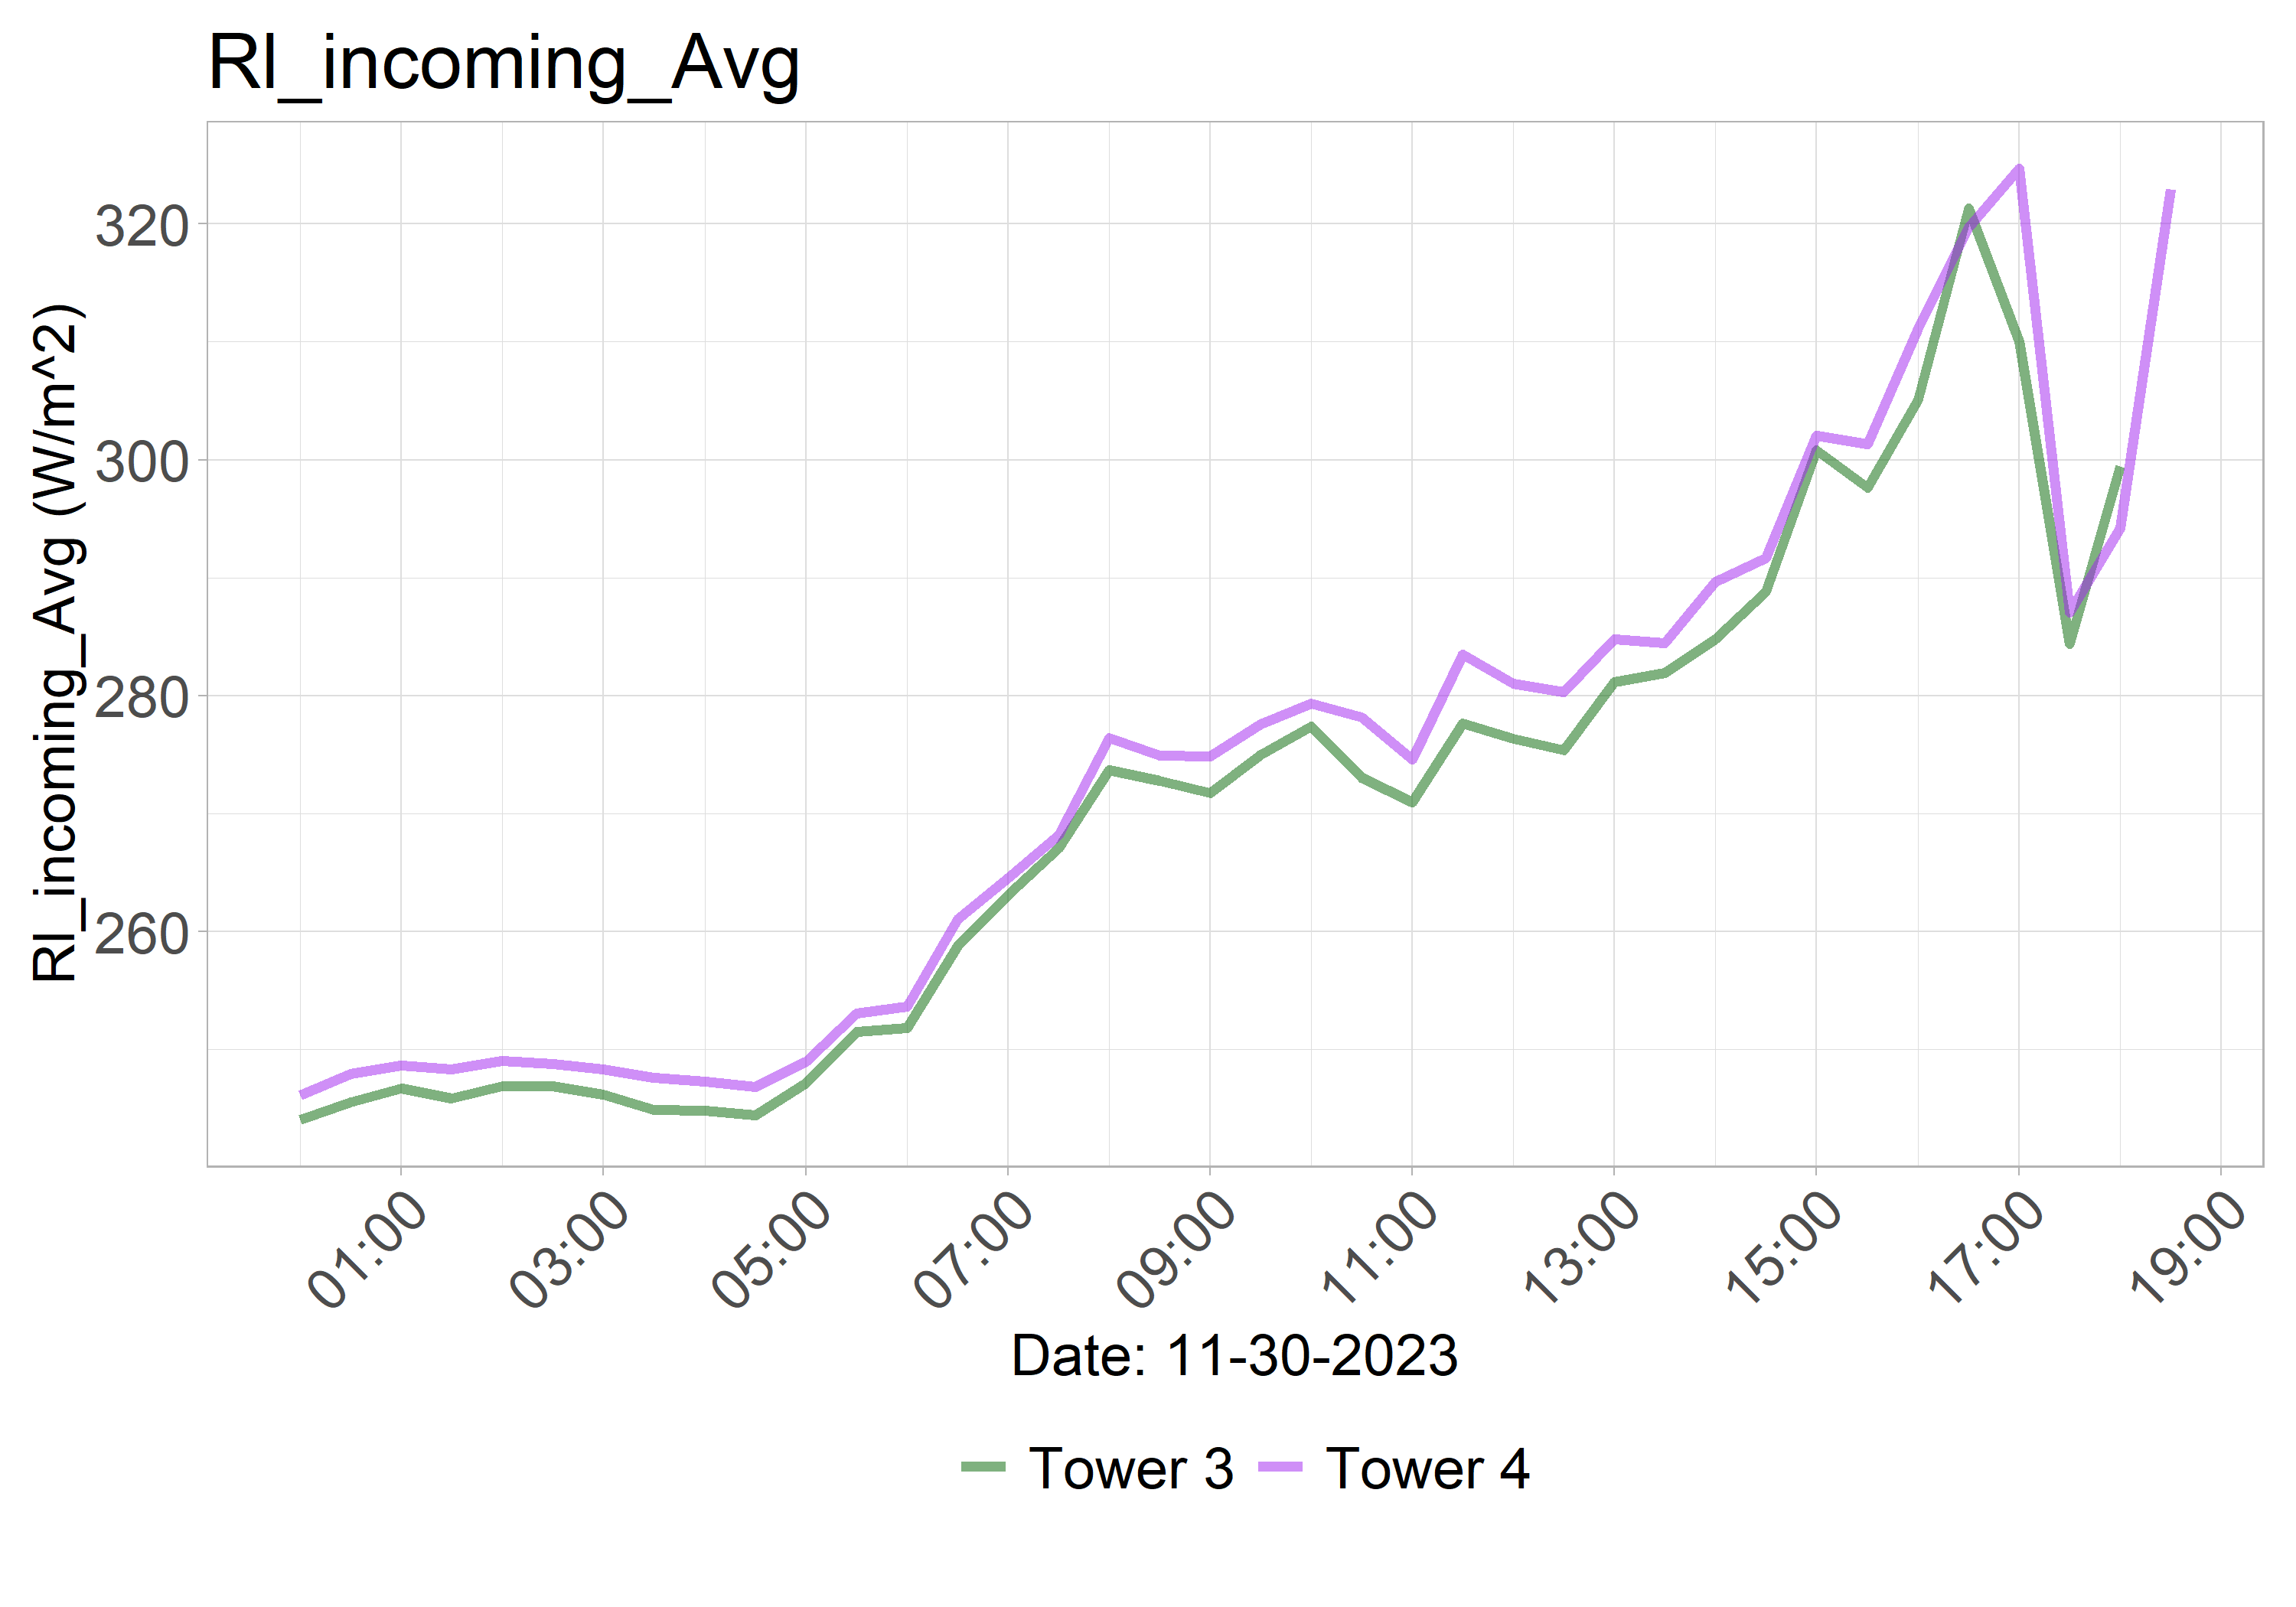 Rl_incoming_Avg
Rl_incoming_Avg (W/m^2)
320
300
280
260
01:00 03:00 05:00 07:00 09:00 11:00 13:00 15:00 17:00 19:00
Date: 11-30-2023
Tower 3 Tower 4